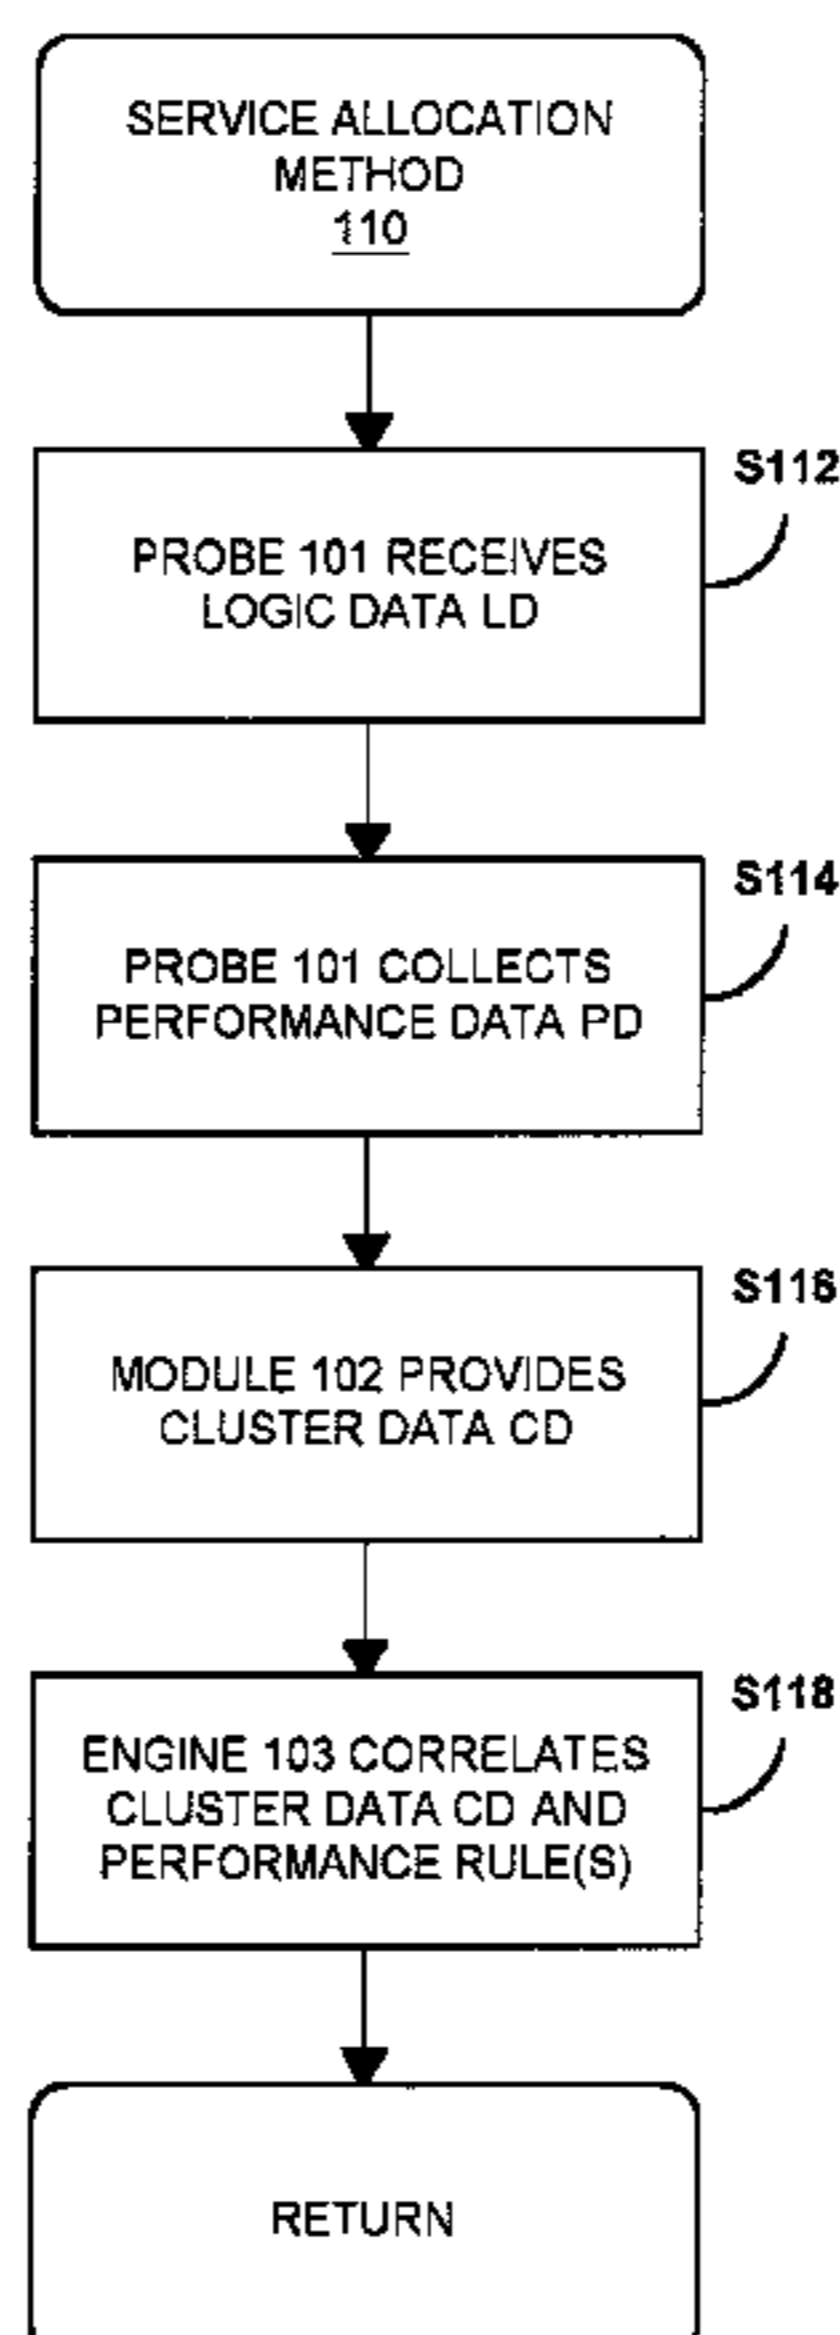 SERVICE ALLOCATION
METHOD
110
S112
PROBE 101 RECEIVES
LOGIC DATA LD
S114
PROBE 101 COLLECTS
PERFORMANCE DATA PD
S116
MODULE 102 PROVIDES
CLUSTER DATA CD
S118
ENGINE 103 CORRELATES
CLUSTER DATA CD AND
PERFORMANCE RULE(S)
RETURN